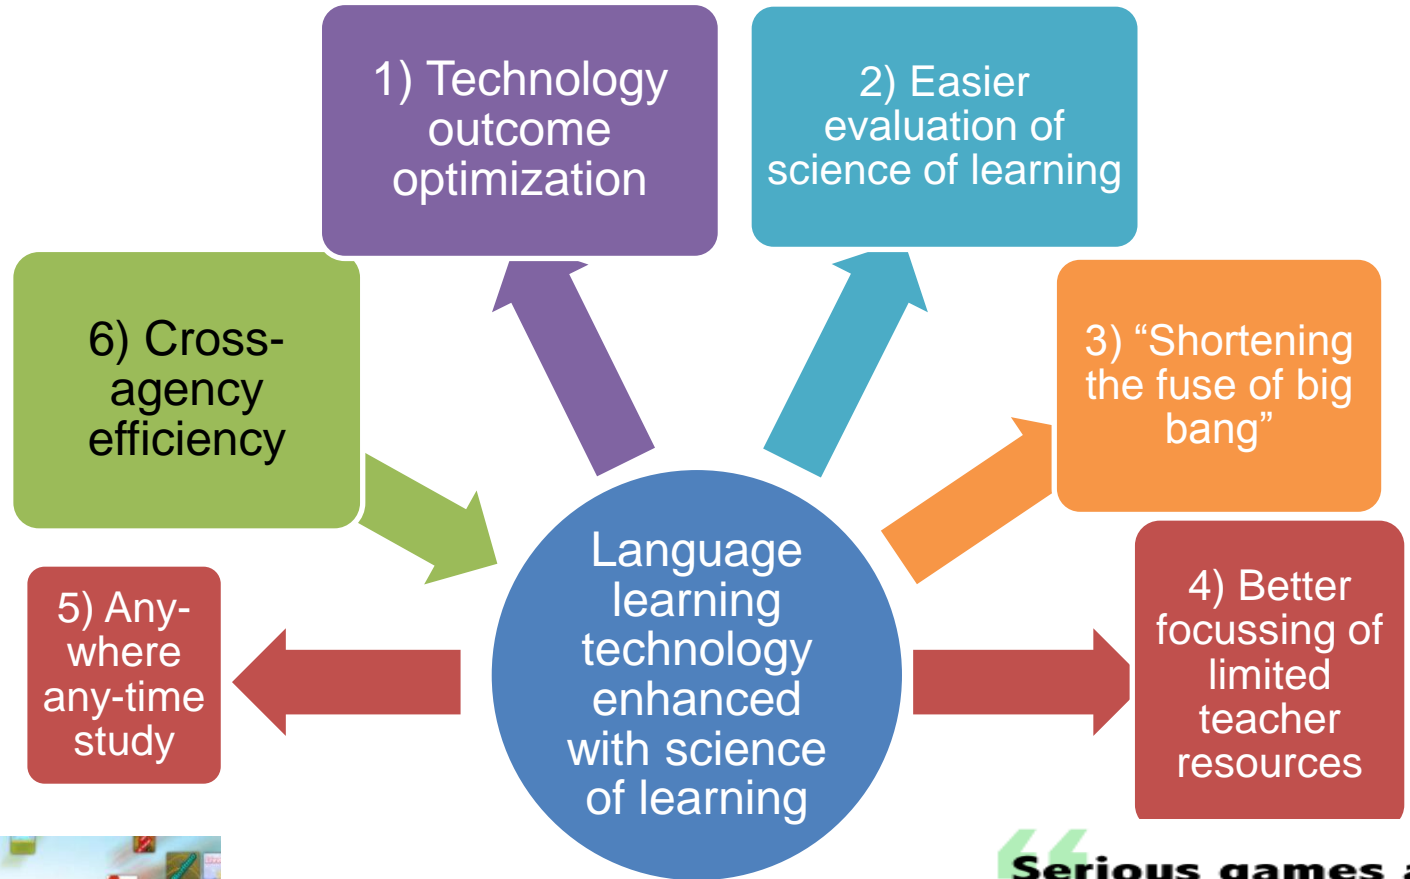 1) Technology
outcome
optimization
2) Easier
evaluation of
science of learning
3) “Shortening
the fuse of big
bang”
4) Better
focussing of
limited
teacher
resources
5) Any-
where
any-time
study
6) Cross-
agency
efficiency
Language
learning
technology
enhanced
with science
of learning
“Serious games a